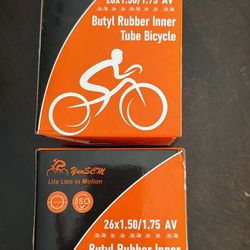 26x1.50/1.75 AV
Butyl Rubber Inner
Tube Bicycle
YunSCM
Life Lies in Motion
ISO
26x1.50/1.75 AV
Butyl Rubber Inner